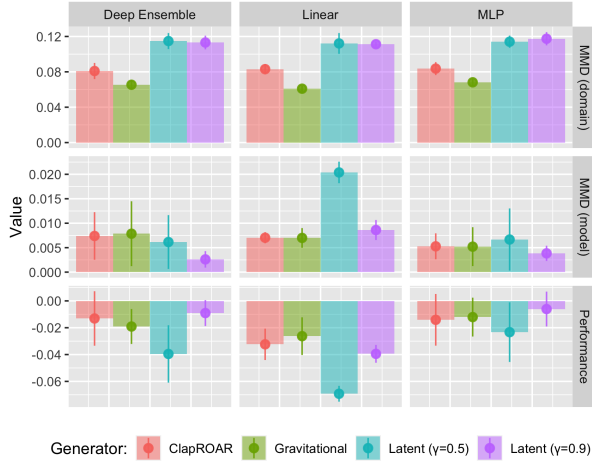 Deep Ensemble
Linear
MLP
0.12
0.08
0.04
0.00
MMD (domain)
0.020
0.015
0.010
0.005
0.000
MMD (model)
0.00
-0.02
-0.04
-0.06
Performance
Value
Generator: ClapROAR Gravitational Latent (γ=0.5) Latent (γ=0.9)